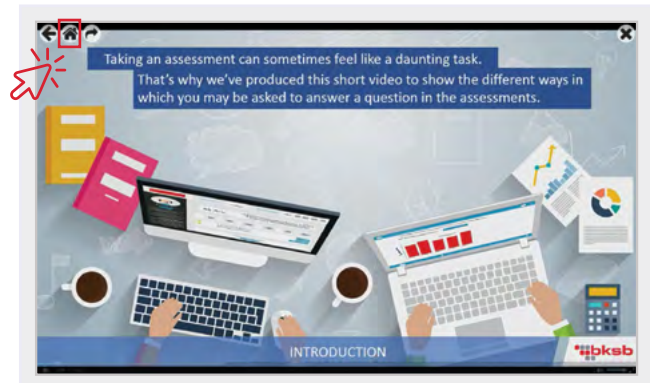 Taking an assessment can sometimes feel like a daunting task.
That's why we've produced this short video to show the different ways in
which you may be asked to answer a question in the assessments.
INTRODUCTION
bksb